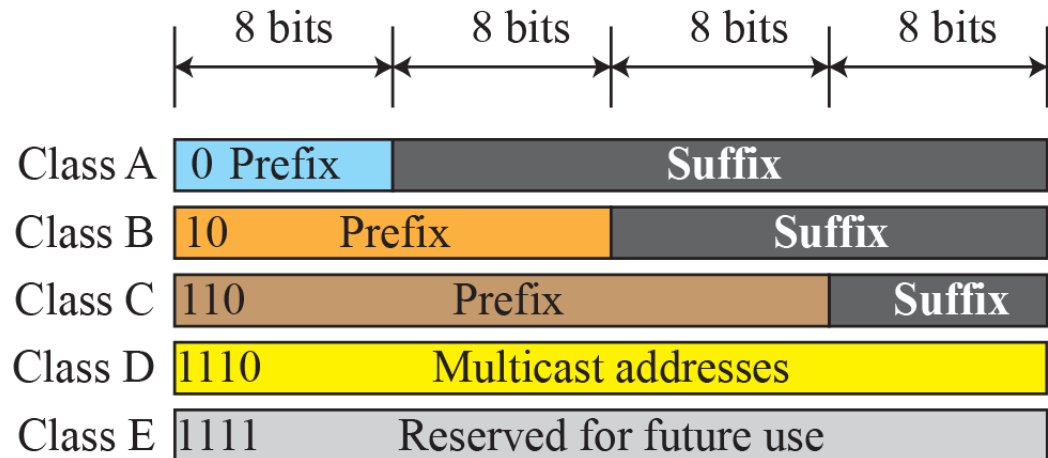 8 bits 8 bits 8 bits 8 bits
Class A 0 Prefix Suffix
Class B 10 Prefix Suffix
Class C 110 Prefix Suffix
Class D 1110 Multicast addresses
Class E 1111 Reserved for future use